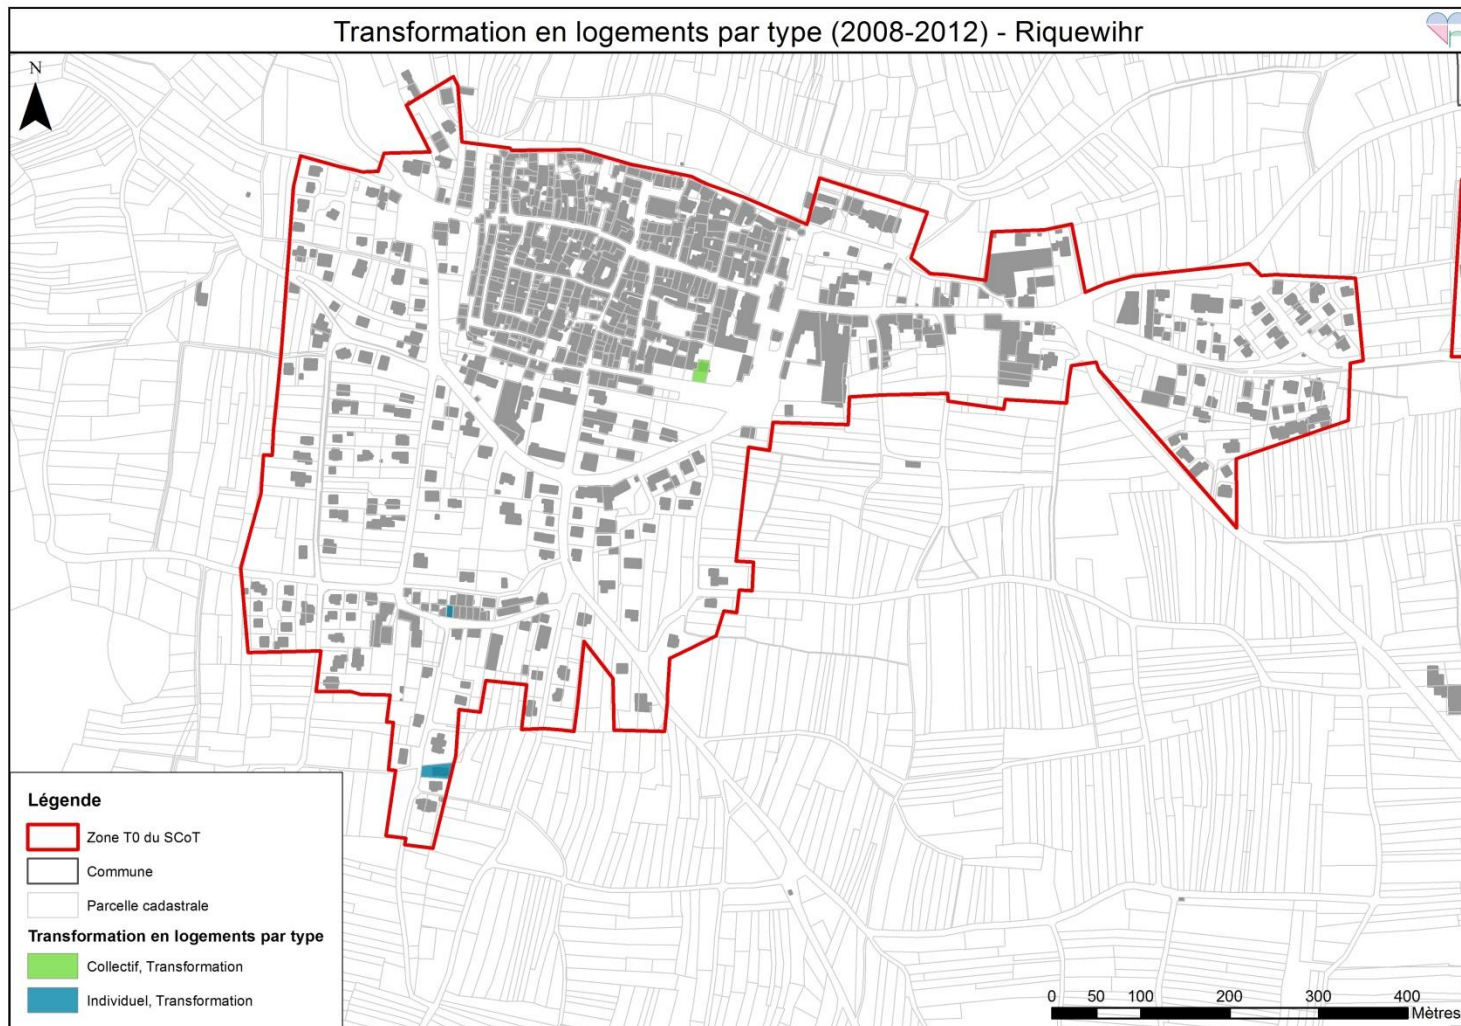 Transformation en logements par type (2008-2012) - Riquewihr
N
Légende
Zone T0 du SCoT
Commune
Parcelle cadastrale
Transformation en logements par type
Collectif, Transformation
Individuel, Transformation
0 50 100 200 300 400
Mètres